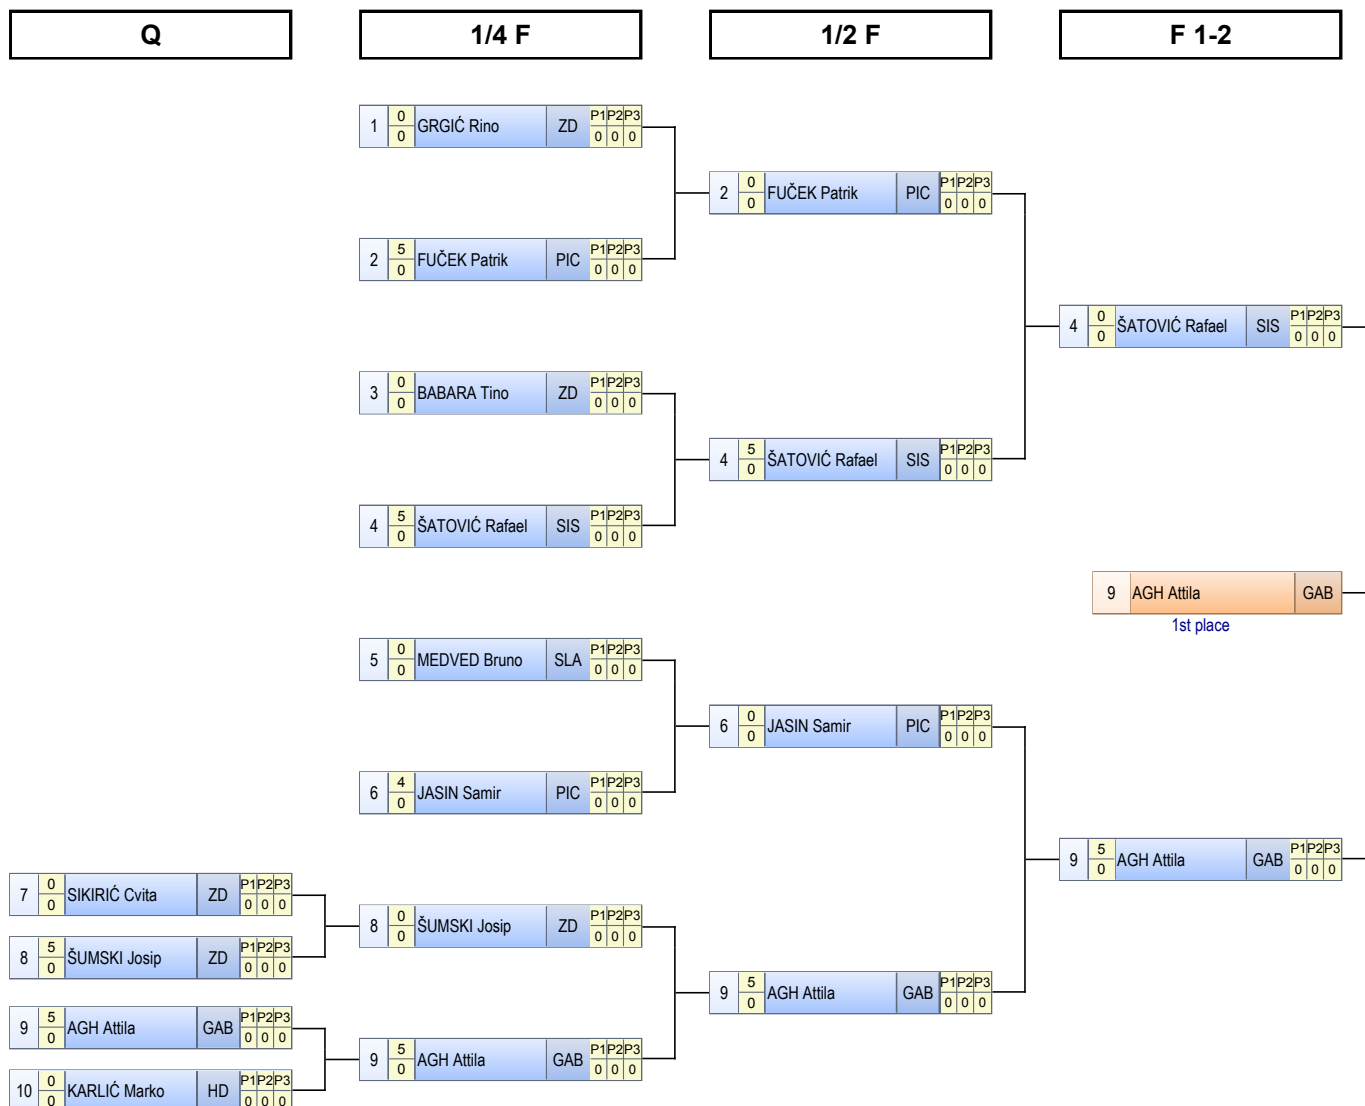 Q 1/4 F 1/2 F F 1-2
1 0 0 GRGIĆ Rino ZD P1 P2 P3 0 0 0
2 0 0 FUČEK Patrik PIC P1 P2 P3 0 0 0
2 5 0 FUČEK Patrik PIC P1 P2 P3 0 0 0
4 0 0 ŠATOVIĆ Rafael SIS P1 P2 P3 0 0 0
3 0 0 BABARA Tino ZD P1 P2 P3 0 0 0
4 5 0 ŠATOVIĆ Rafael SIS P1 P2 P3 0 0 0
4 5 0 ŠATOVIĆ Rafael SIS P1 P2 P3 0 0 0
9 AGH Attila GAB
1st place
5 0 0 MEDVED Bruno SLA P1 P2 P3 0 0 0
6 0 0 JASIN Samir PIC P1 P2 P3 0 0 0
6 4 0 JASIN Samir PIC P1 P2 P3 0 0 0
9 5 0 AGH Attila GAB P1 P2 P3 0 0 0
7 0 0 SIKIRIĆ Cvita ZD P1 P2 P3 0 0 0
8 0 0 ŠUMSKI Josip ZD P1 P2 P3 0 0 0
8 5 0 ŠUMSKI Josip ZD P1 P2 P3 0 0 0
9 5 0 AGH Attila GAB P1 P2 P3 0 0 0
9 5 0 AGH Attila GAB P1 P2 P3 0 0 0
9 5 0 AGH Attila GAB P1 P2 P3 0 0 0
10 0 0 KARLIĆ Marko HD P1 P2 P3 0 0 0